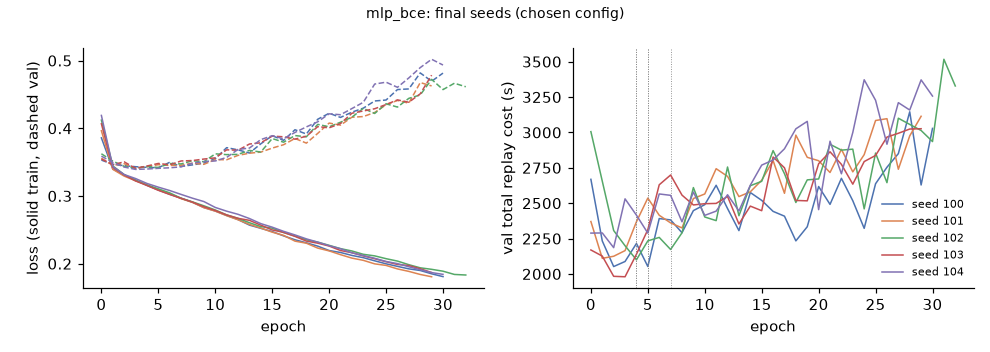 mlp_bce: final seeds (chosen config)
loss (solid train, dashed val)
0.5
0.4
0.3
0.2
0 5 10 15 20 25 30
epoch
val total replay cost (s)
3500
3250
3000
2750
2500
2250
2000
0 5 10 15 20 25 30
epoch
seed 100
seed 101
seed 102
seed 103
seed 104